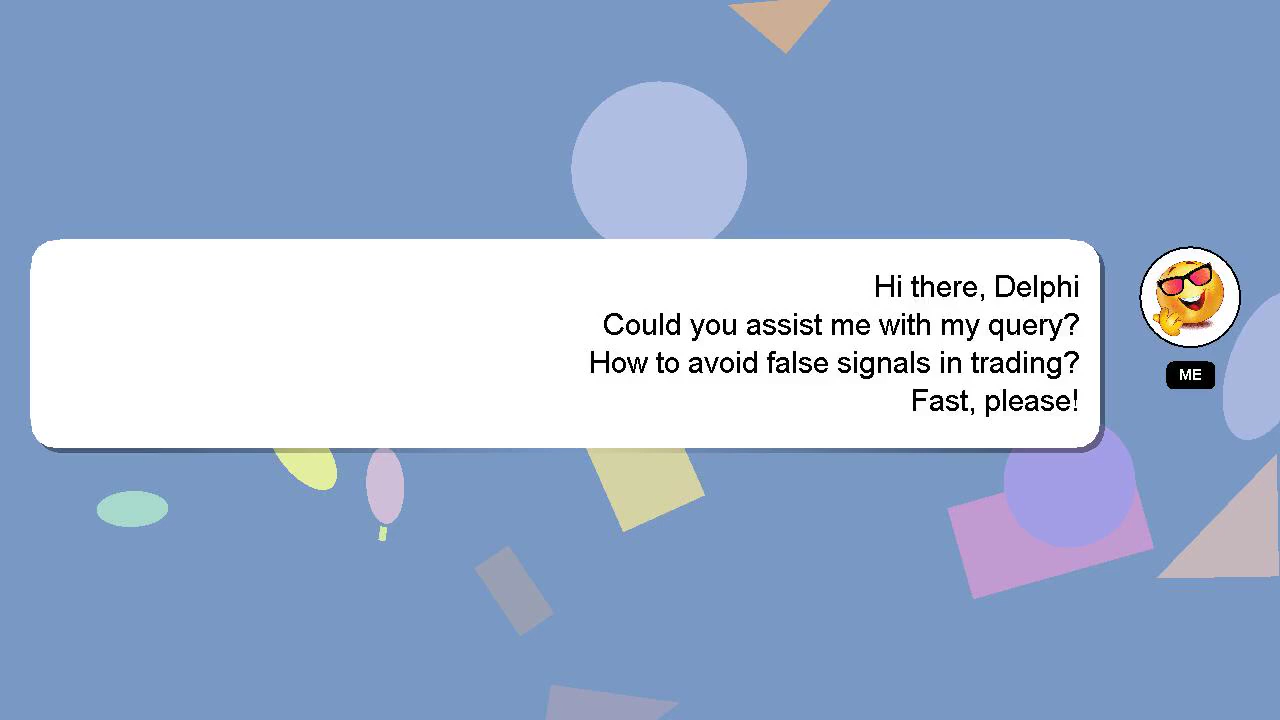 Hi there, Delphi
Could you assist me with my query?
How to avoid false signals in trading?
Fast, please!
ME